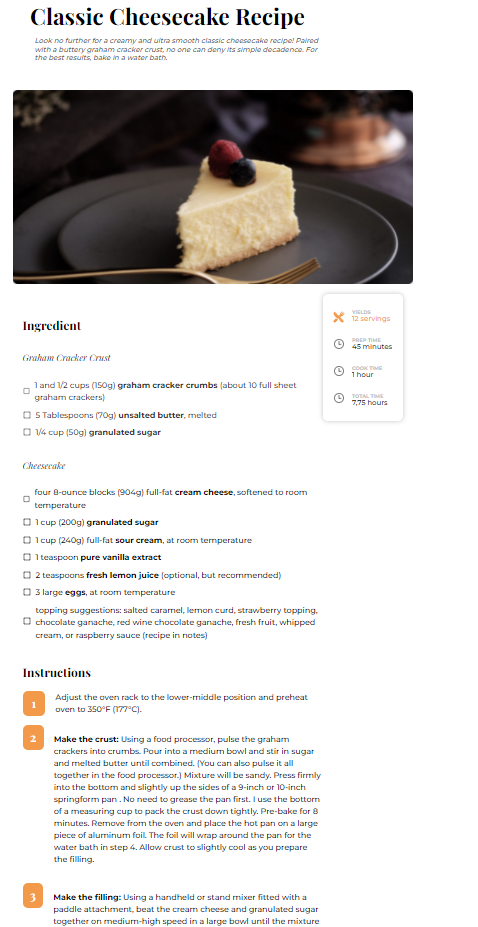 Classic Cheesecake Recipe
Look no further for a creamy and ultra smooth classic cheesecake recipe! Paired
with a buttery graham cracker crust, no one can deny its simple decadence. For
the best results, bake in a water bath.
YIELDS
12 servings
PREP TIME
45 minutes
COOK TIME
1 hour
TOTAL TIME
7,75 hours
Ingredient
Graham Cracker Crust
1 and 1/2 cups (150g) graham cracker crumbs (about 10 full sheet
graham crackers)
5 Tablespoons (70g) unsalted butter, melted
1/4 cup (50g) granulated sugar
Cheesecake
four 8-ounce blocks (904g) full-fat cream cheese, softened to room
temperature
1 cup (200g) granulated sugar
1 cup (240g) full-fat sour cream, at room temperature
1 teaspoon pure vanilla extract
2 teaspoons fresh lemon juice (optional, but recommended)
3 large eggs, at room temperature
topping suggestions: salted caramel, lemon curd, strawberry topping,
chocolate ganache, red wine chocolate ganache, fresh fruit, whipped
cream, or raspberry sauce (recipe in notes)
Instructions
1
Adjust the oven rack to the lower-middle position and preheat
oven to 350°F (177°C).
2
Make the crust: Using a food processor, pulse the graham
crackers into crumbs. Pour into a medium bowl and stir in sugar
and melted butter until combined. (You can also pulse it all
together in the food processor.) Mixture will be sandy. Press firmly
into the bottom and slightly up the sides of a 9-inch or 10-inch
springform pan . No need to grease the pan first. I use the bottom
of a measuring cup to pack the crust down tightly. Pre-bake for 8
minutes. Remove from the oven and place the hot pan on a large
piece of aluminum foil. The foil will wrap around the pan for the
water bath in step 4. Allow crust to slightly cool as you prepare
the filling.
3
Make the filling: Using a handheld or stand mixer fitted with a
paddle attachment, beat the cream cheese and granulated sugar
together on medium-high speed in a large bowl until the mixture